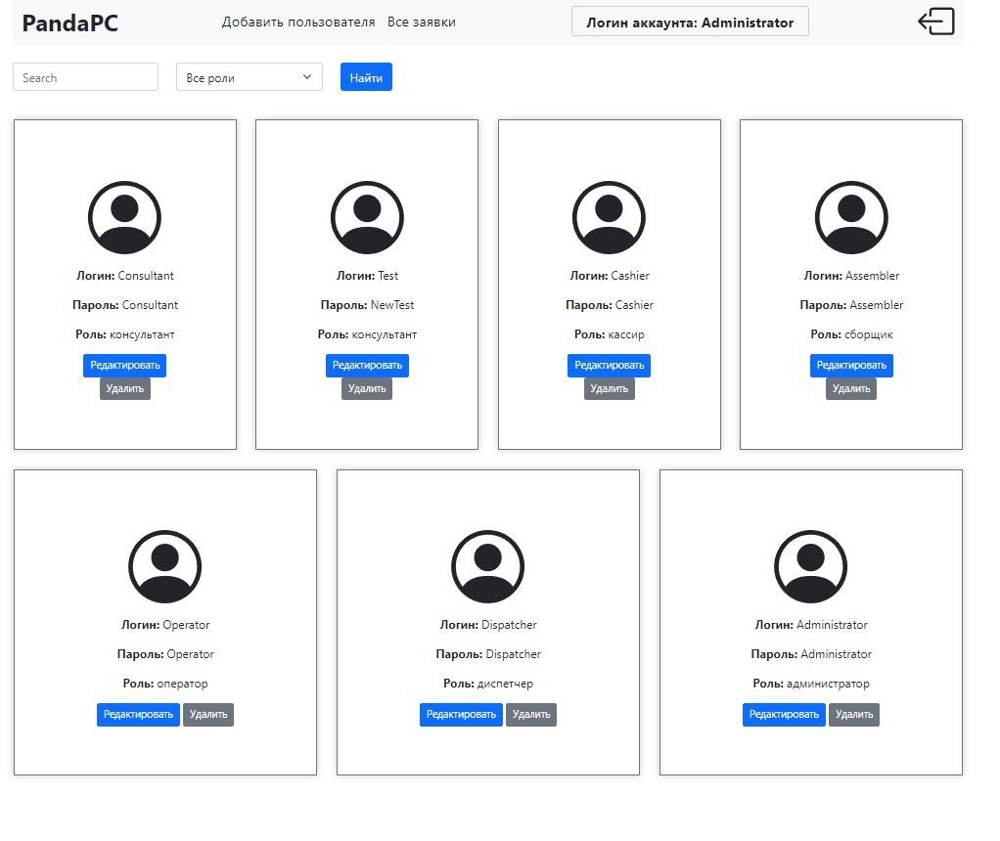 PandaPC Добавить пользователя Все заявки Логин аккаунта: Administrator
Search Все роли Найти
Логин: Consultant
Пароль: Consultant
Роль: консультант
Редактировать
Удалить
Логин: Test
Пароль: NewTest
Роль: консультант
Редактировать
Удалить
Логин: Cashier
Пароль: Cashier
Роль: кассир
Редактировать
Удалить
Логин: Assembler
Пароль: Assembler
Роль: сборщик
Редактировать
Удалить
Логин: Operator
Пароль: Operator
Роль: оператор
Редактировать Удалить
Логин: Dispatcher
Пароль: Dispatcher
Роль: диспетчер
Редактировать Удалить
Логин: Administrator
Пароль: Administrator
Роль: администратор
Редактировать Удалить